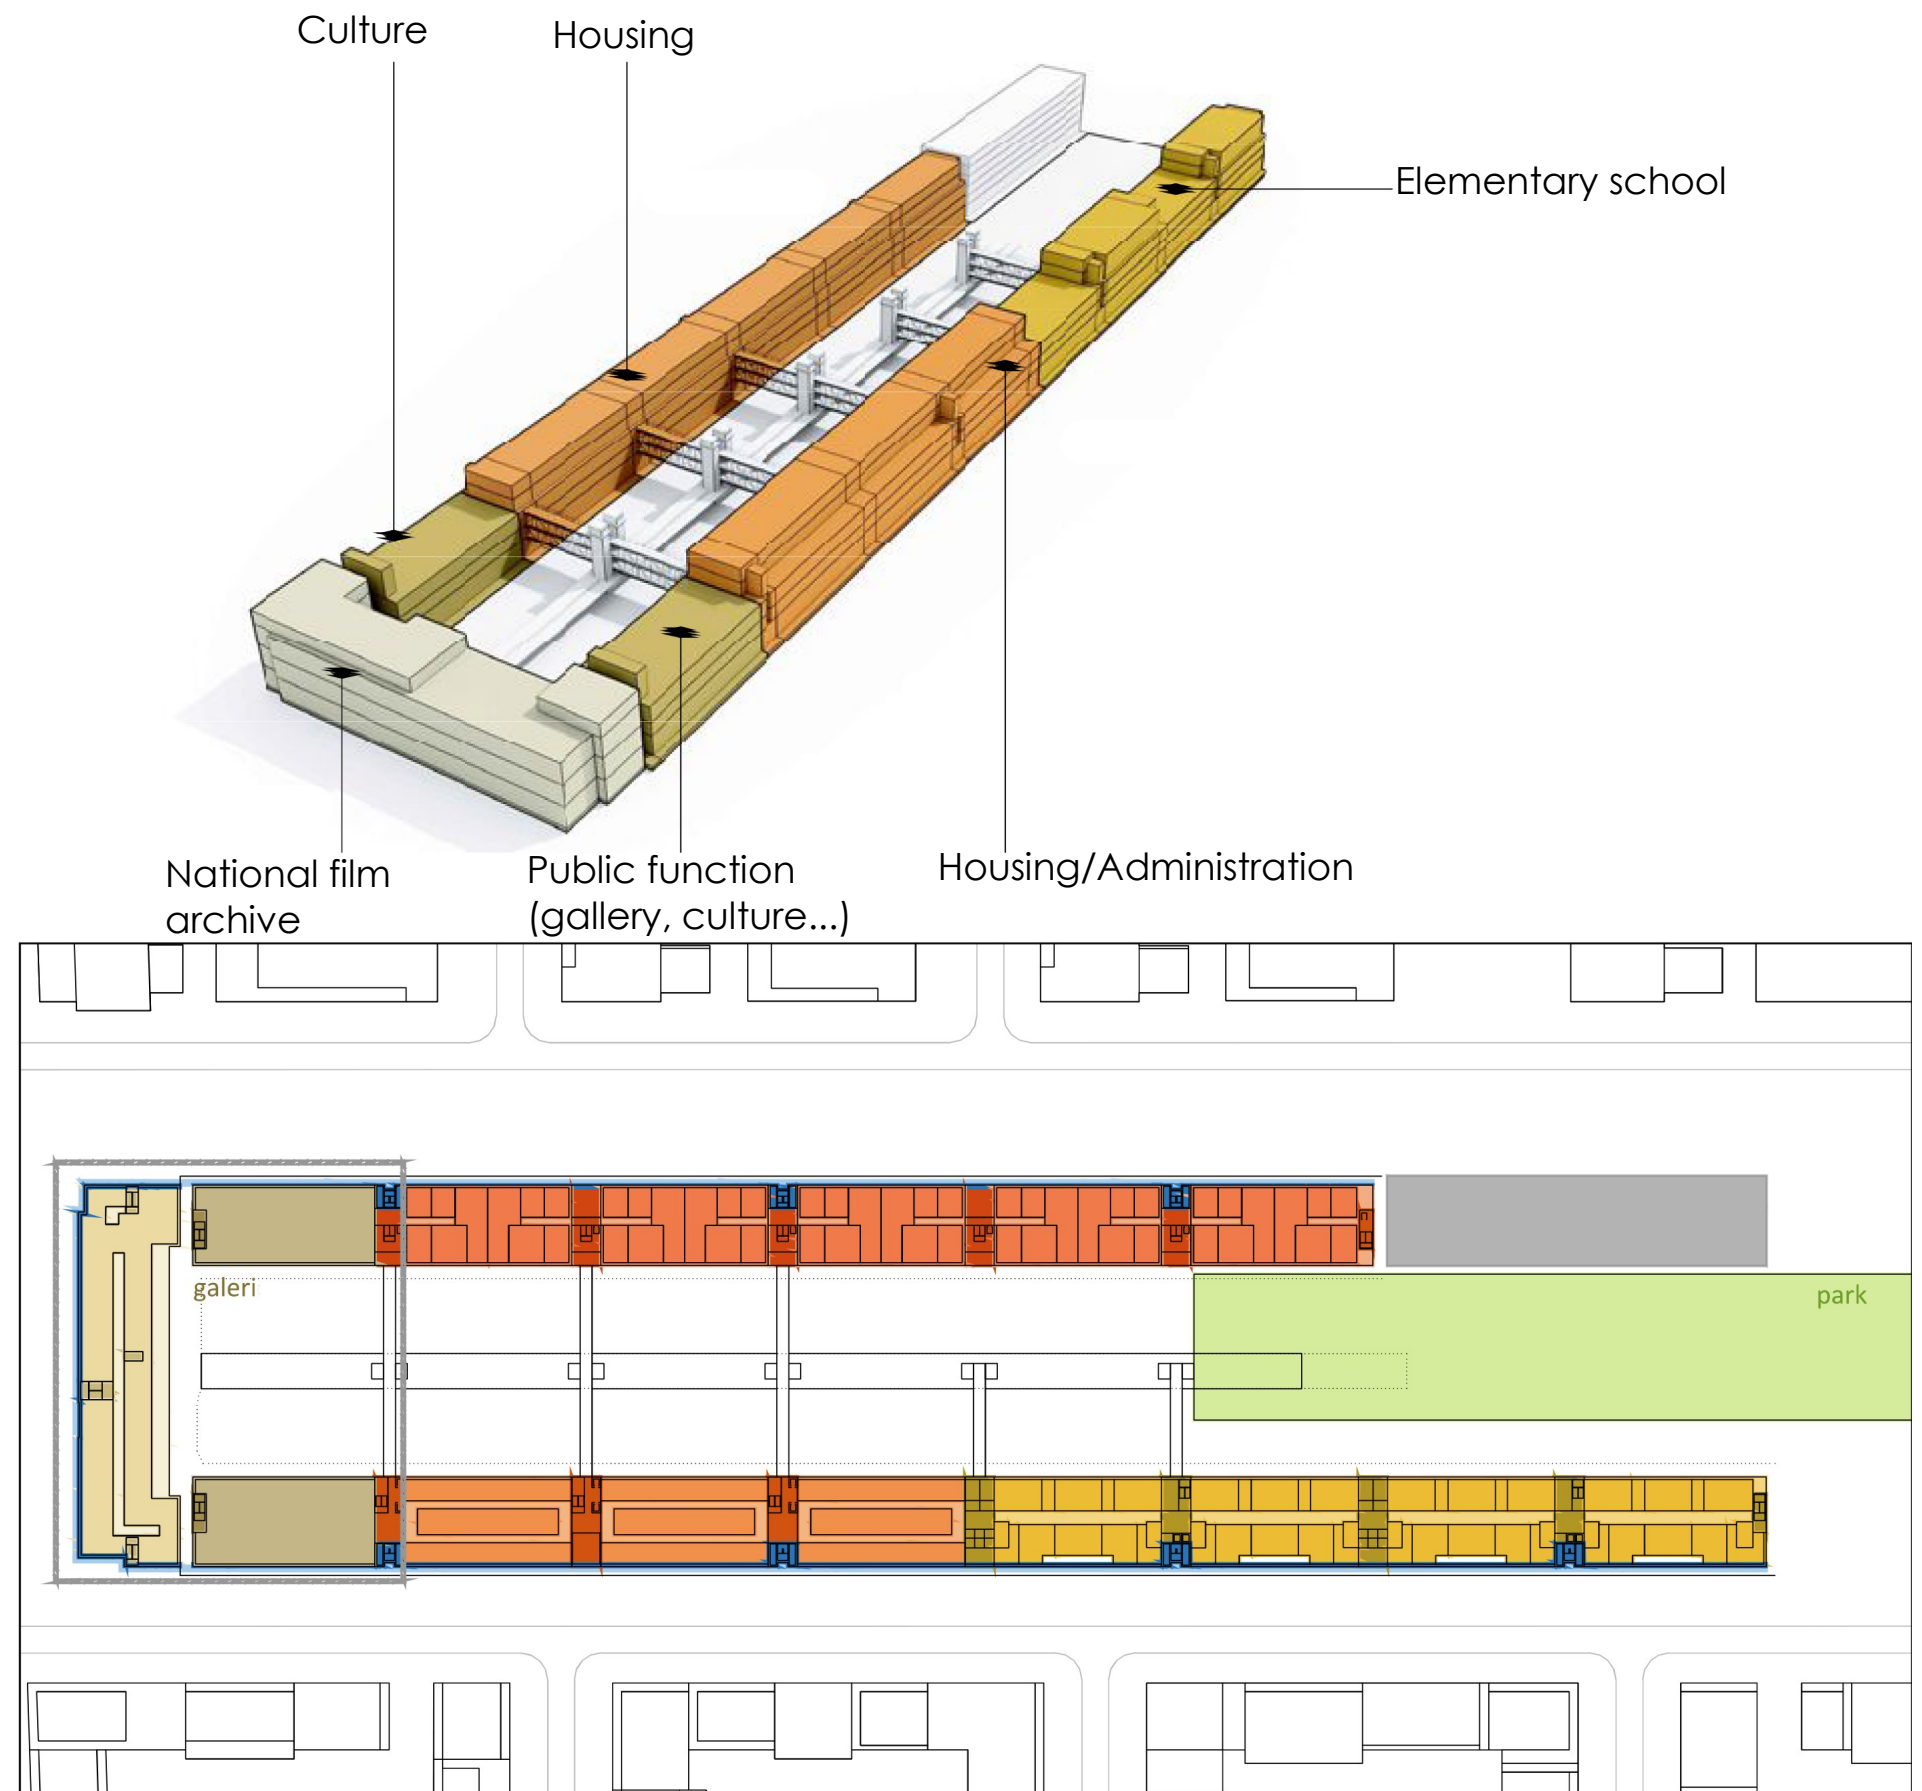 Culture
Housing
Elementary school
National film
archive
Public function
(gallery, culture...)
Housing/Administration
galeri
park